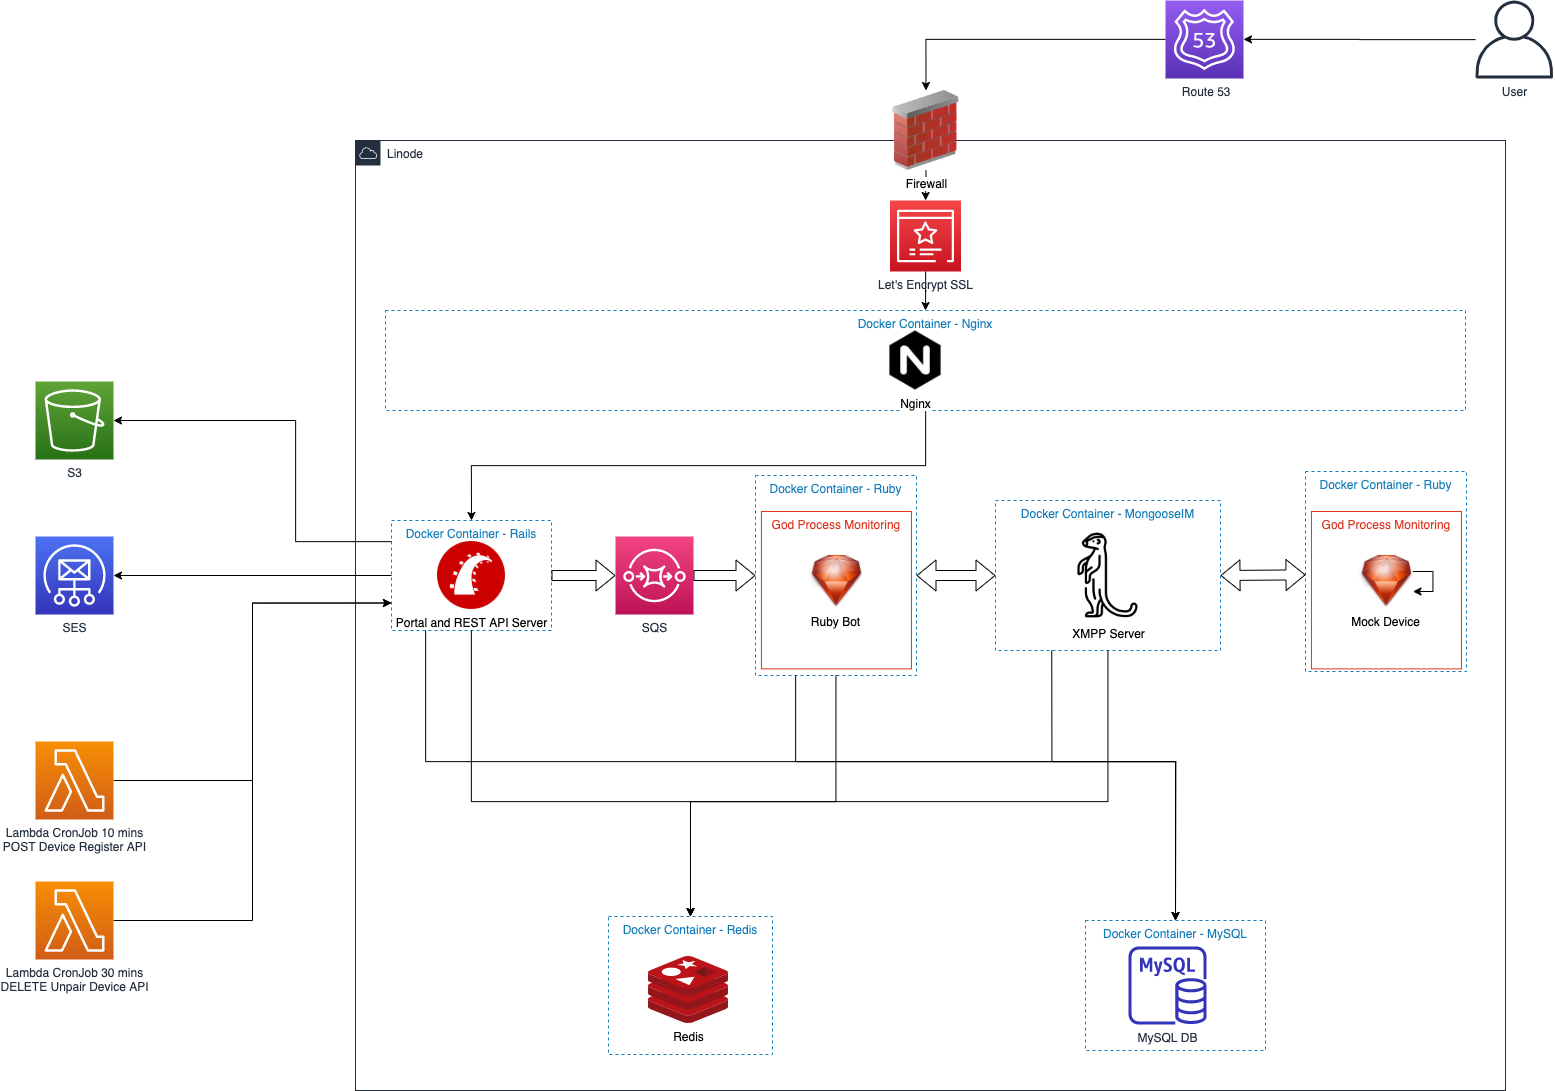 53
Route 53
User
Linode
Firewall
Let's Encrypt SSL
Docker Container - Nginx
N
Nginx
S3
SES
Docker Container - Rails
Portal and REST API Server
SQS
Docker Container - Ruby
God Process Monitoring
Ruby Bot
Docker Container - MongooseIM
XMPP Server
Docker Container - Ruby
God Process Monitoring
Mock Device
Lambda CronJob 10 mins
POST Device Register API
Lambda CronJob 30 mins
DELETE Unpair Device API
Docker Container - Redis
Redis
Docker Container - MySQL
MySQL
MySQL DB